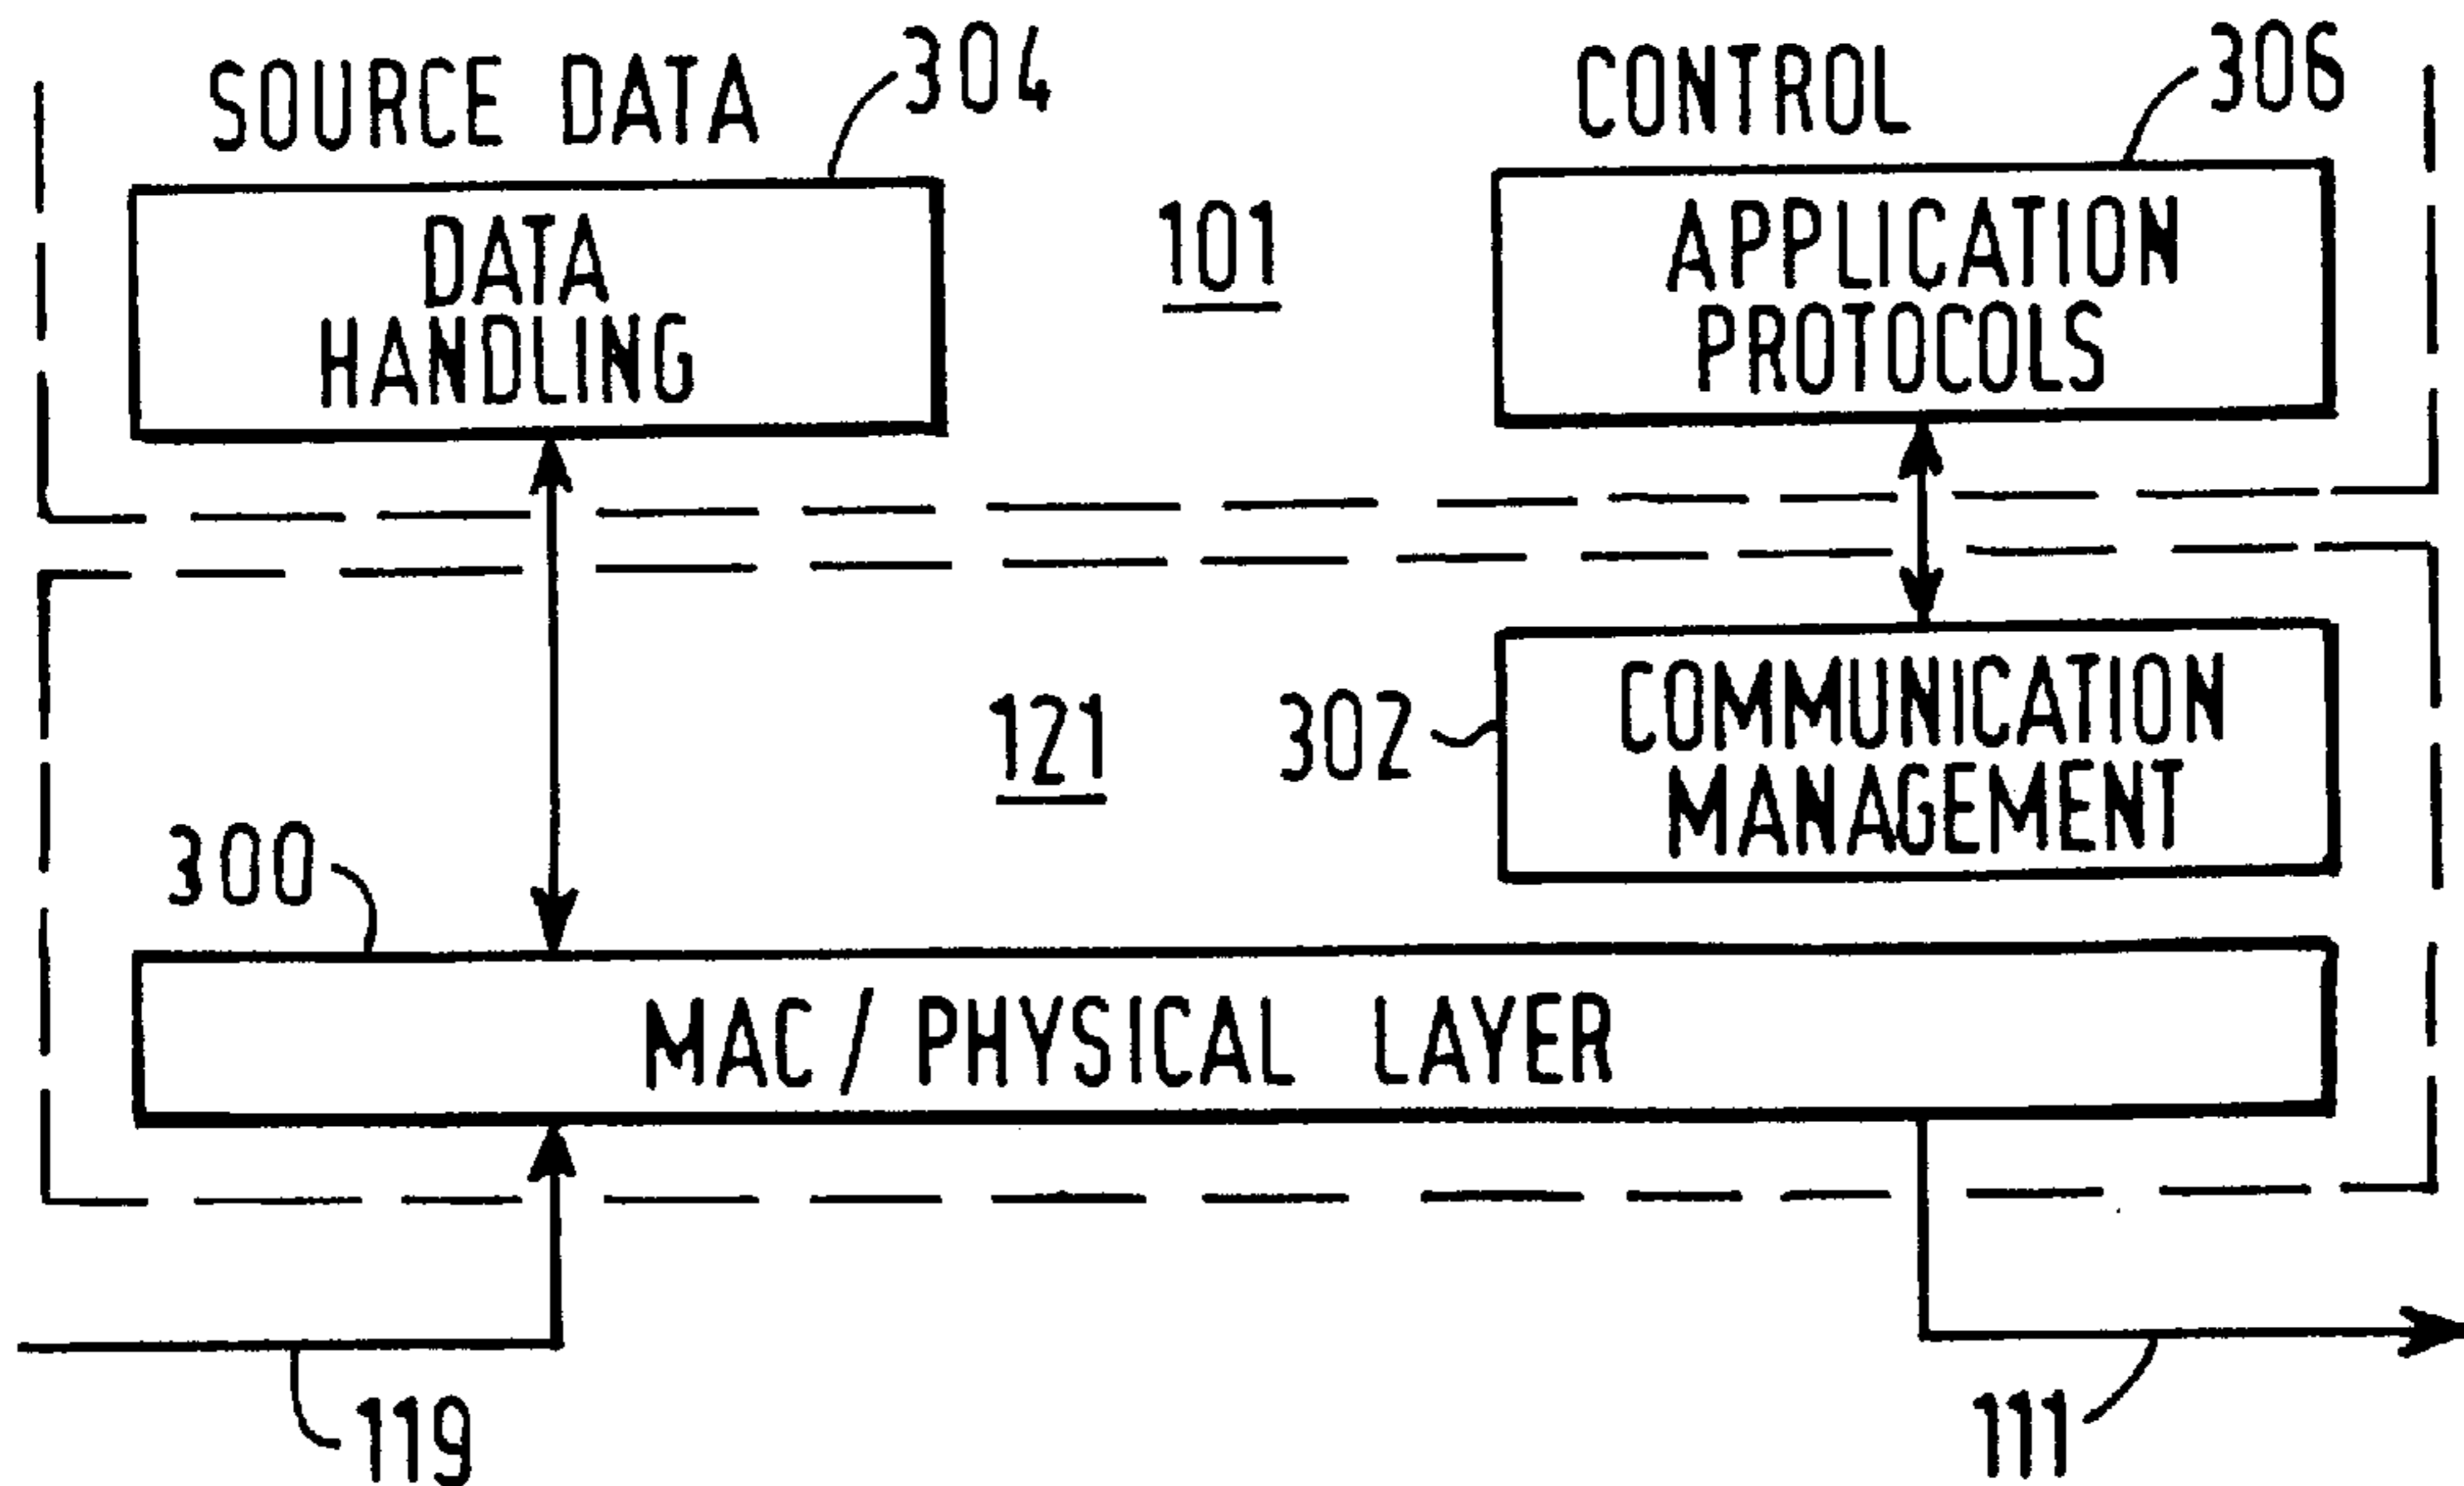 SOURCE DATA
304
CONTROL
306
DATA
HANDLING
101
APPLICATION
PROTOCOLS
121
302
COMMUNICATION
MANAGEMENT
300
MAC / PHYSICAL LAYER
119
111